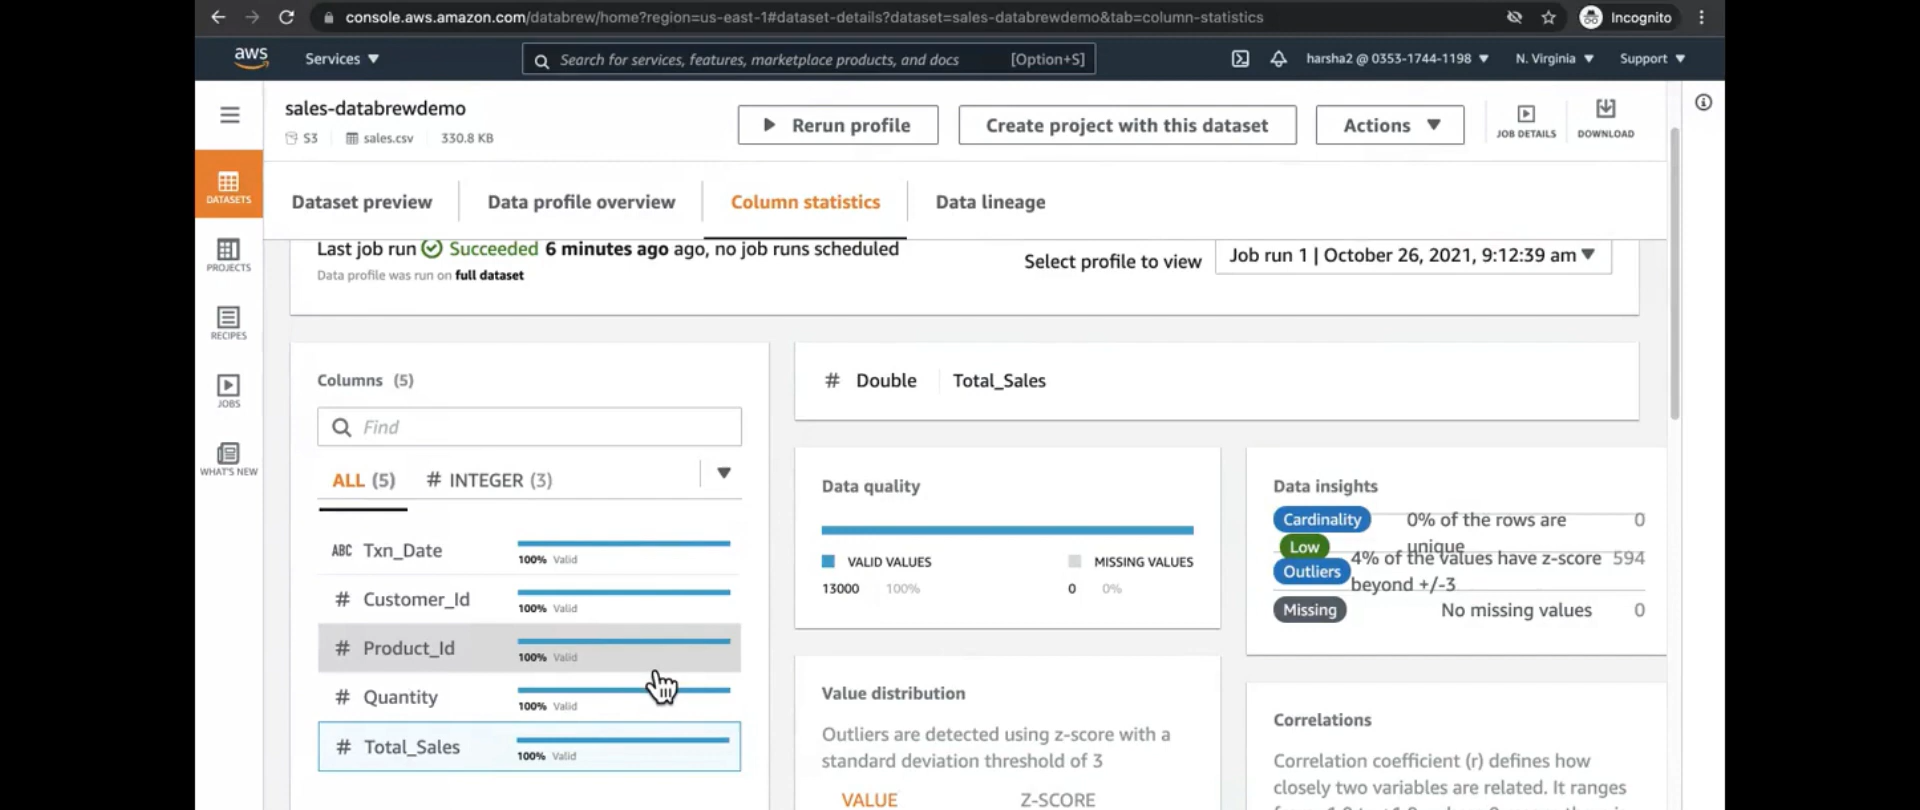 console.aws.amazon.com/databrew/home?region=us-east-1#dataset-details?dataset=sales-databrewdemo&tab=column-statistics
Incognito
aws
Services ▼
Search for services, features, marketplace products, and docs [Option+S]
harsha2 @ 0353-1744-1198 ▼
N. Virginia ▼
Support ▼
sales-databrewdemo
S3
sales.csv
330.8 KB
Rerun profile
Create project with this dataset
Actions ▼
JOB DETAILS
DOWNLOAD
DATASETS
PROJECTS
RECIPES
JOBS
WHAT'S NEW
Dataset preview
Data profile overview
Column statistics
Data lineage
Last job run Succeeded 6 minutes ago ago, no job runs scheduled
Data profile was run on full dataset
Select profile to view
Job run 1 | October 26, 2021, 9:12:39 am ▼
Columns (5)
Find
ALL (5)
# INTEGER (3)
ABC Txn_Date
100% Valid
# Customer_Id
100% Valid
# Product_Id
100% Valid
# Quantity
100% Valid
# Total_Sales
100% Valid
# Double
Total_Sales
Data quality
VALID VALUES
MISSING VALUES
13000 100%
0 0%
Data insights
Cardinality
0% of the rows are 0
unique
Low
Outliers
4% of the values have z-score 594
beyond +/-3
Missing
No missing values 0
Value distribution
Outliers are detected using z-score with a
standard deviation threshold of 3
VALUE
Z-SCORE
Correlations
Correlation coefficient (r) defines how
closely two variables are related. It ranges